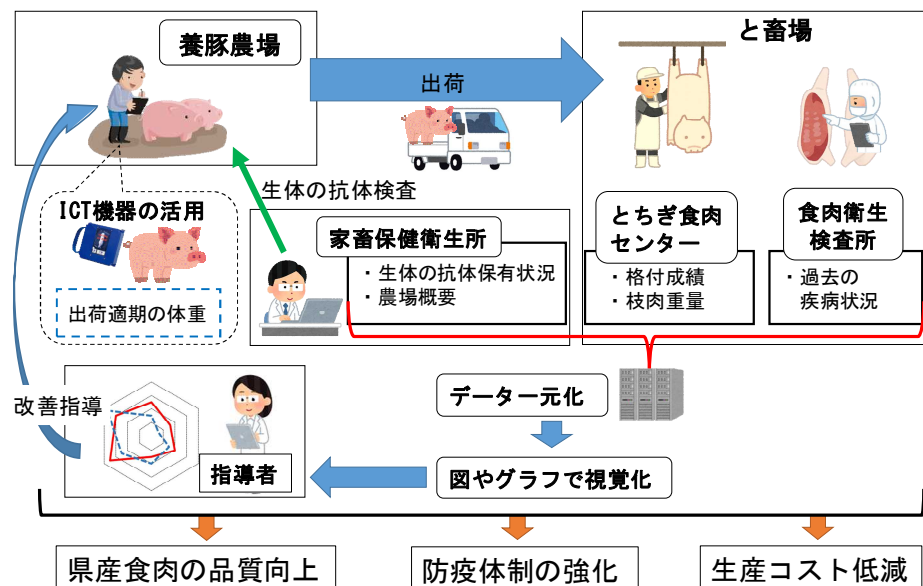 養豚農場
と畜場
出荷
生体の抗体検査
ICT機器の活用
出荷適期の体重
家畜保健衛生所
・生体の抗体保有状況
・農場概要
とちぎ食肉
センター
・格付成績
・枝肉重量
食肉衛生
検査所
・過去の
疾病状況
改善指導
指導者
データ一元化
図やグラフで視覚化
県産食肉の品質向上
防疫体制の強化
生産コスト低減